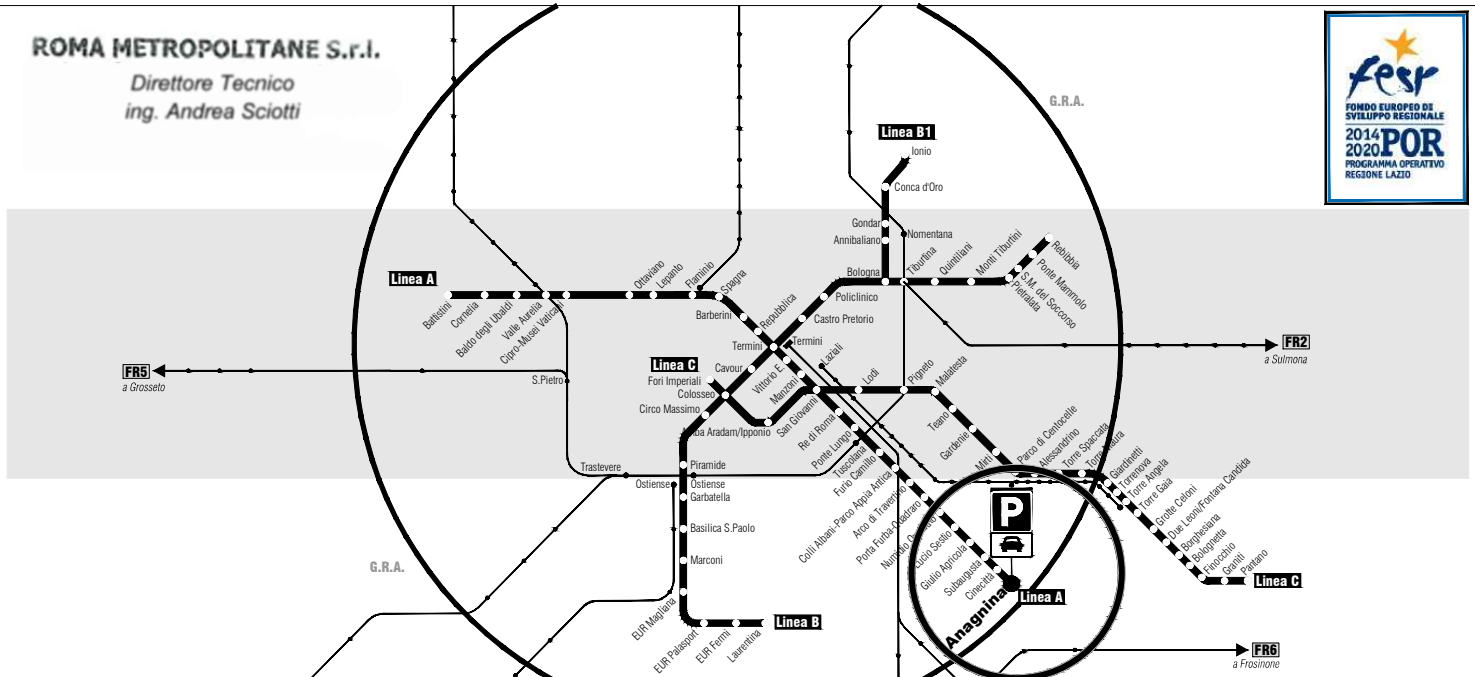 ROMA METROPOLITANE S.r.l.
Direttore Tecnico
ing. Andrea Sciotti
fesr
FONDO EUROPEO DI
SVILUPPO REGIONALE
2014
2020
POR
PROGRAMMA OPERATIVO
REGIONE LAZIO
G.R.A.
Linea B1
Ionio
Conca d'Oro
Gondar
Annibaliano
Nomentana
Bologna
Tiburtina
Quintiliani
Monti Tiburtini
Pietralata
S.M. del Soccorso
Ponte Mammolo
Rebibbia
Linea A
Battistini
Cornelia
Baldo degli Ubaldi
Valle Aurelia
Cipro-Musei Vaticani
Ottaviano
Lepanto
Flaminio
Spagna
Barberini
Repubblica
Policlinico
Castro Pretorio
Termini
Termini
Laziali
FR2
a Sulmona
FR5
a Grosseto
S.Pietro
Linea C
Fori Imperiali
Colosseo
Cavour
Circo Massimo
Vittorio E.
Manzoni
San Giovanni
Lodi
Pigneto
Malatesta
Teano
Gardenie
Mirti
Parco di Centocelle
Alessandrino
Torre Spaccata
Torre Maura
Giardinetti
Torrenova
Torre Angela
Torre Gaia
Grotte Celoni
Due Leoni/Fontana Candida
Borghesiana
Bolognetta
Finocchio
Graniti
Pantano
Linea C
Aradam/Ipponio
Re di Roma
Ponte Lungo
Tuscolana
Furio Camillo
Colli Albani-Parco Appia Antica
Arco di Travertino
Porta Furba-Quadraro
Numidio
Lucio Sestio
Giulio Agricola
Subaugusta
Cinecittà
Anagnina
Linea A
P
Trastevere
Piramide
Ostiense
Ostiense
Garbatella
Basilica S.Paolo
Marconi
EUR Magliana
EUR Palasport
EUR Fermi
Laurentina
Linea B
G.R.A.
FR6
a Frosinone